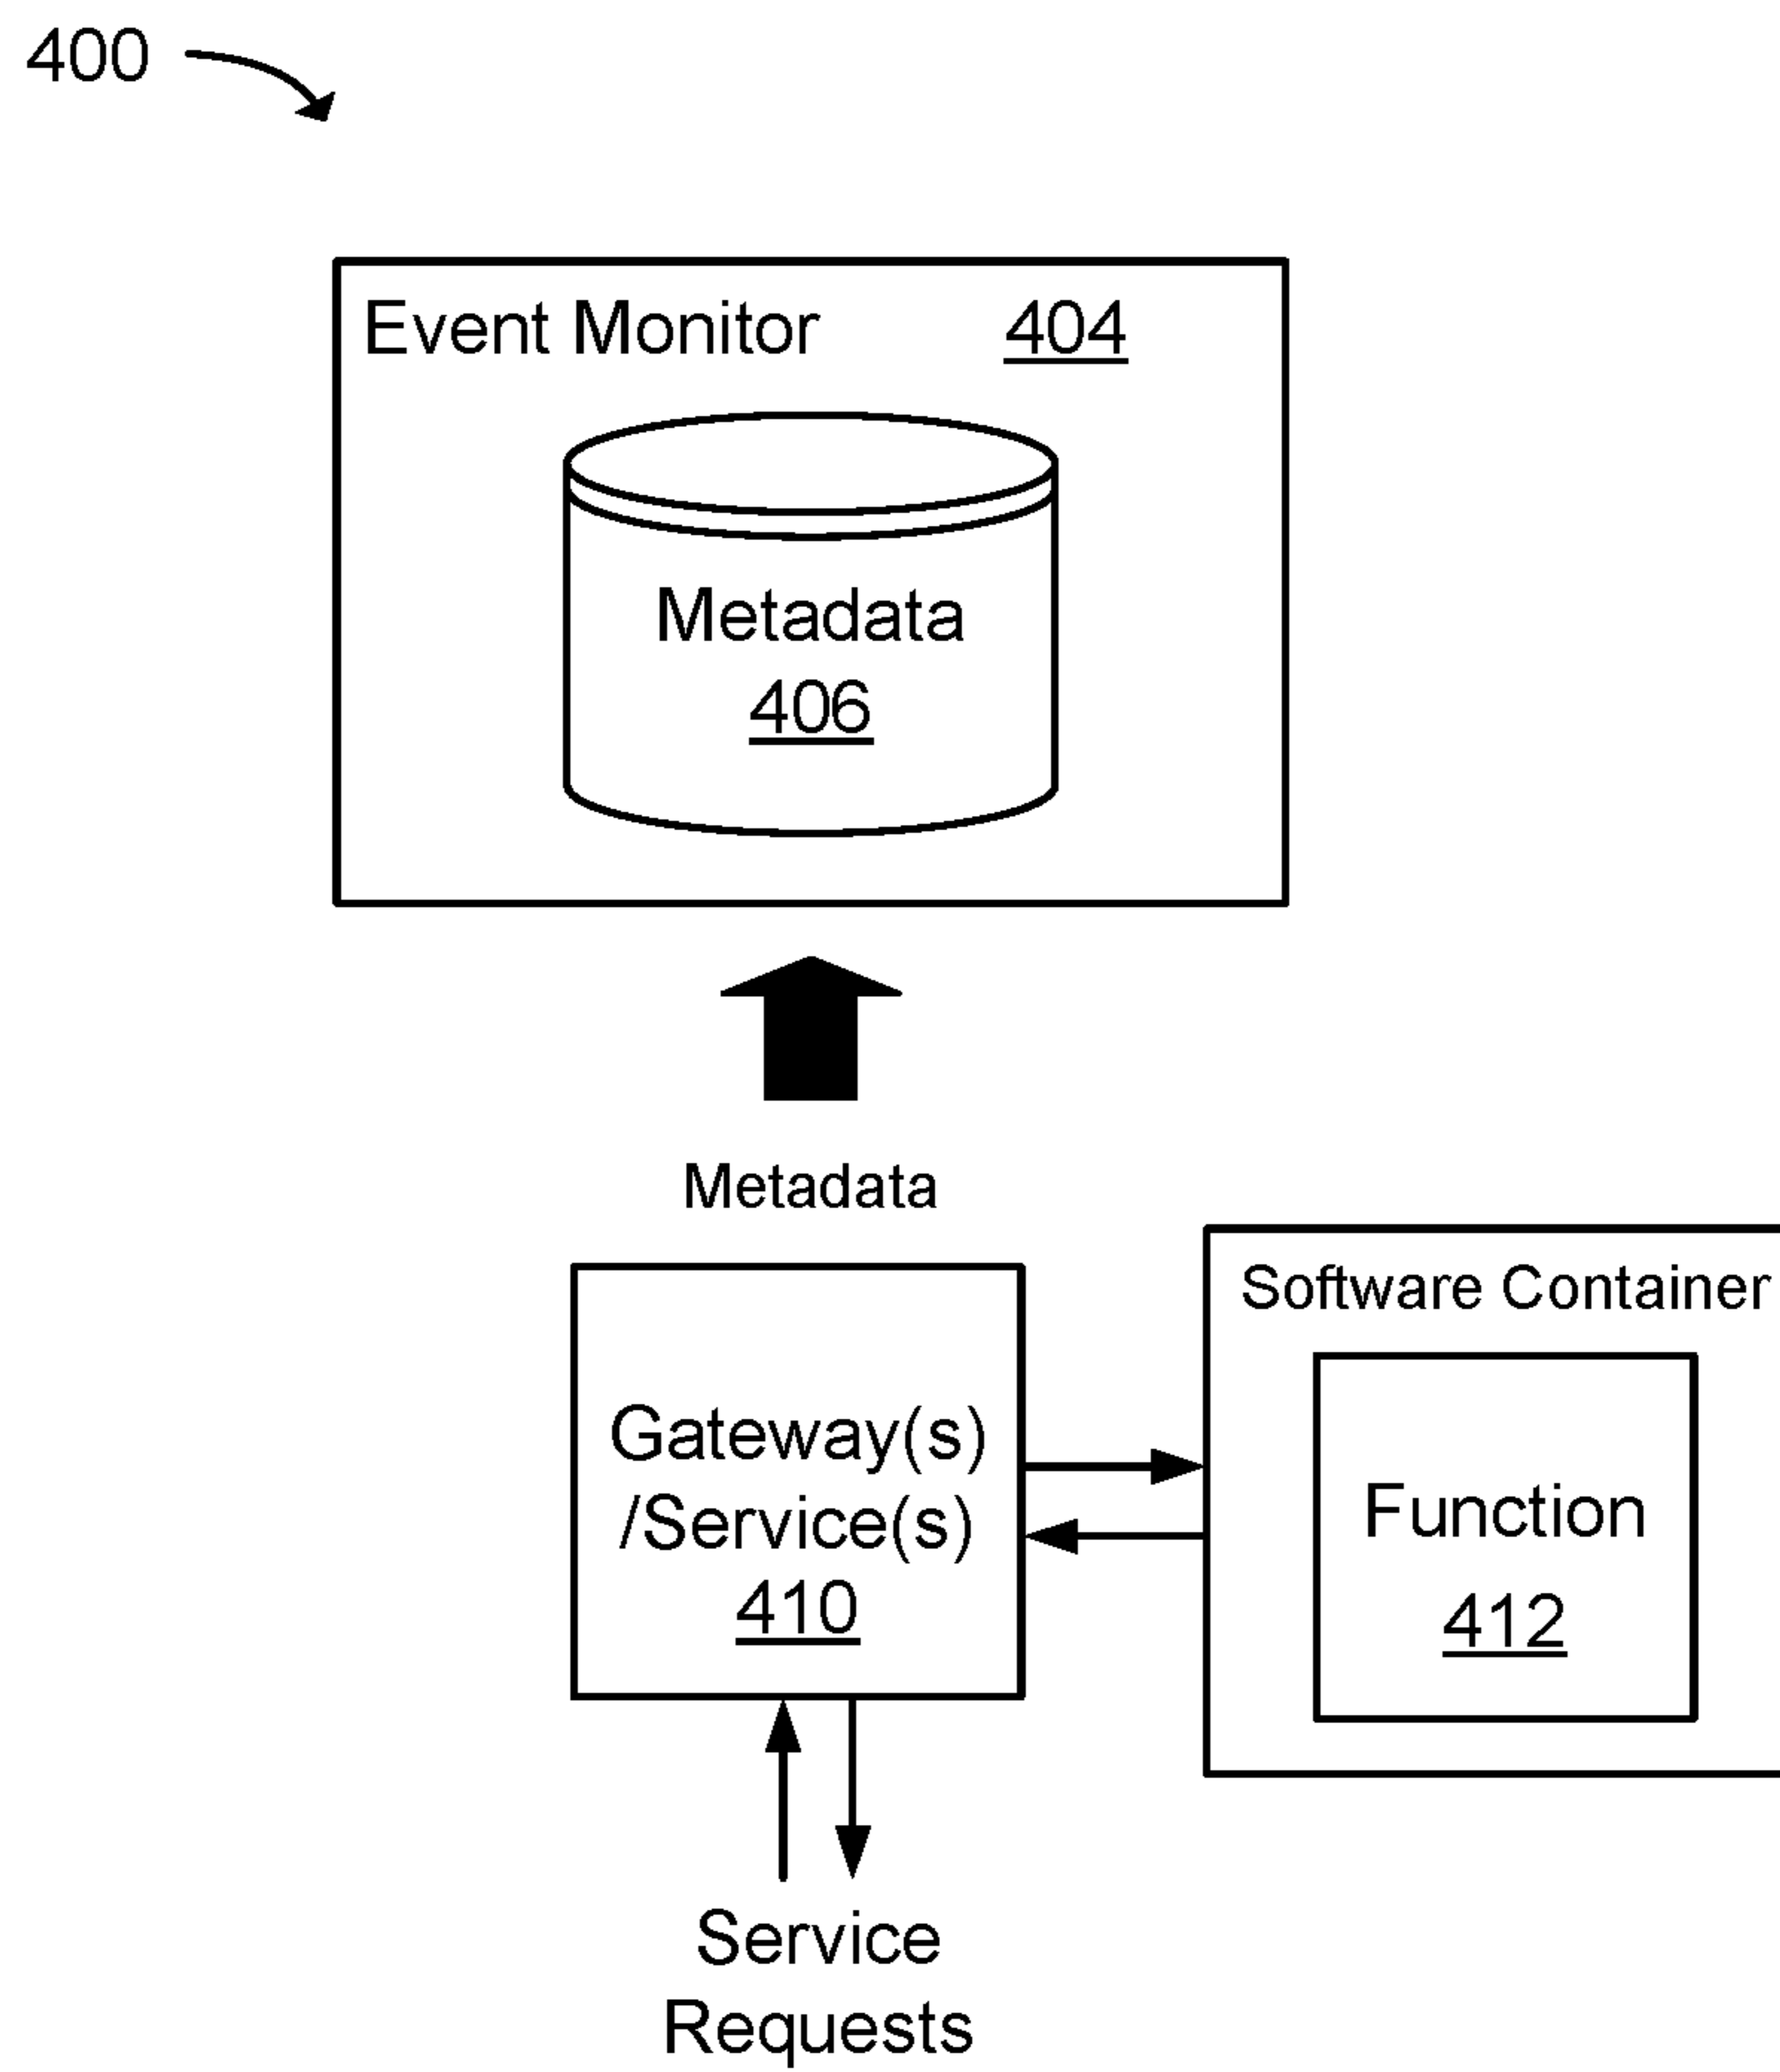 400
Event Monitor 404
Metadata
406
Metadata
Software Container
Gateway(s)
/Service(s)
410
Function
412
Service
Requests